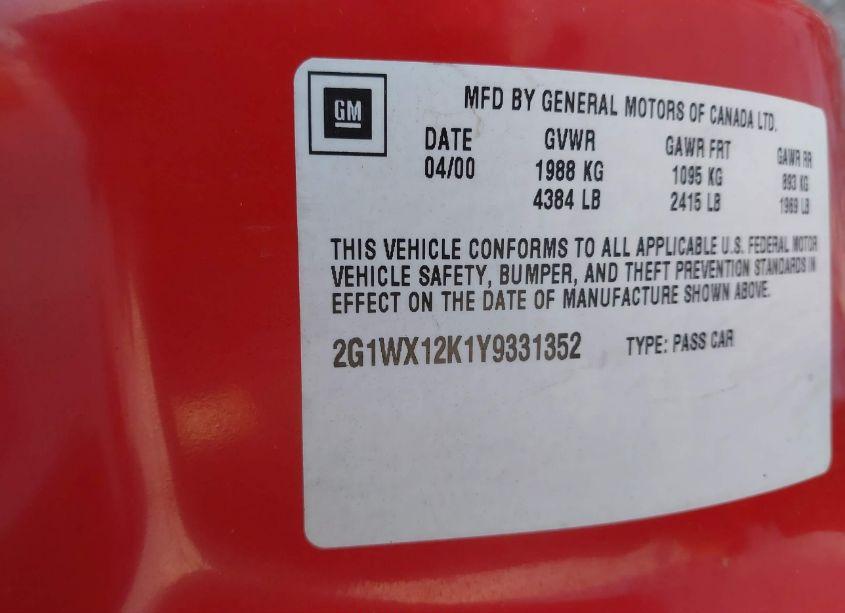 GM
MFD BY GENERAL MOTORS OF CANADA LTD.
DATE GVWR GAWR FRT GAWR RR
04/00 1988 KG 1095 KG 893 KG
4384 LB 2415 LB 1969 LB
THIS VEHICLE CONFORMS TO ALL APPLICABLE U.S. FEDERAL MOTOR
VEHICLE SAFETY, BUMPER, AND THEFT PREVENTION STANDARDS IN
EFFECT ON THE DATE OF MANUFACTURE SHOWN ABOVE.
2G1WX12K1Y9331352 TYPE: PASS CAR